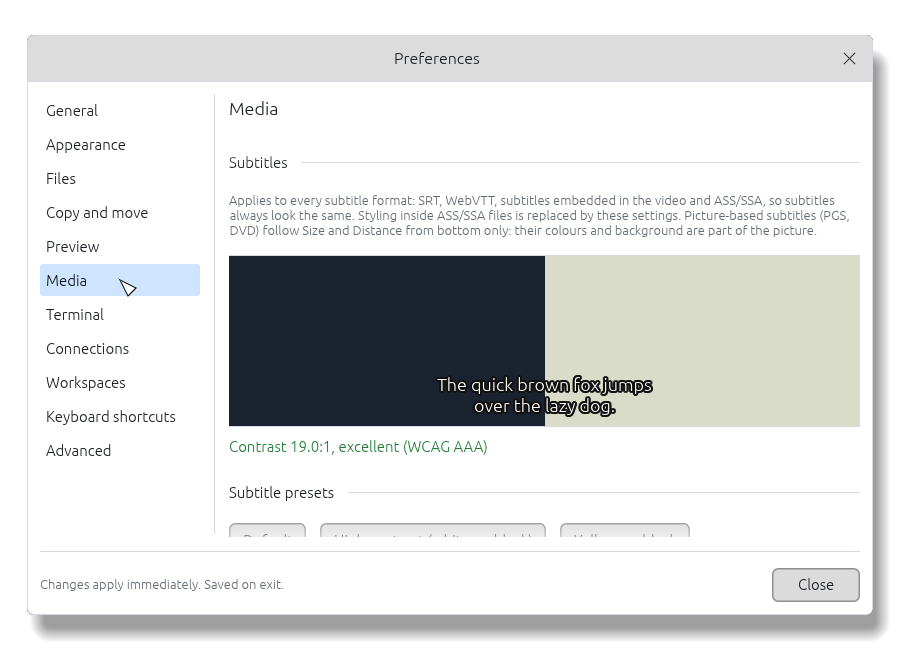 Preferences
General
Appearance
Files
Copy and move
Preview
Media
Terminal
Connections
Workspaces
Keyboard shortcuts
Advanced
Media
Subtitles
Applies to every subtitle format: SRT, WebVTT, subtitles embedded in the video and ASS/SSA, so subtitles
always look the same. Styling inside ASS/SSA files is replaced by these settings. Picture-based subtitles (PGS,
DVD) follow Size and Distance from bottom only: their colours and background are part of the picture.
The quick brown fox jumps
over the lazy dog.
Contrast 19.0:1, excellent (WCAG AAA)
Subtitle presets
Changes apply immediately. Saved on exit.
Close